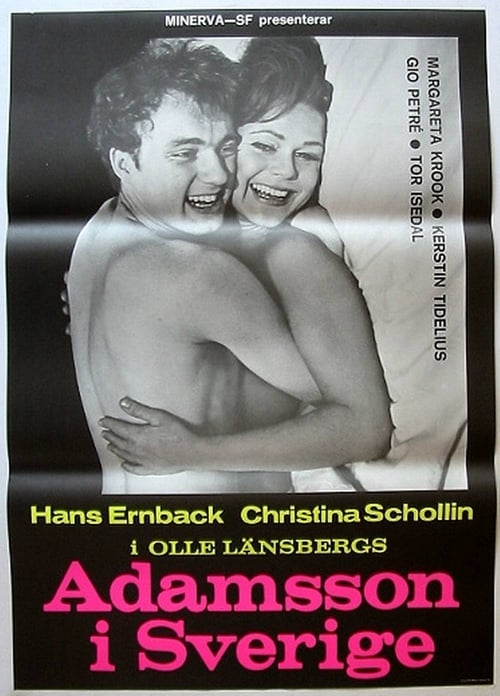 MINERVA—SF presenterar
MARGARETA KROOK ● KERSTIN TIDELIUS
GIO PETRÉ ● TOR ISEDAL
Hans Ernback Christina Schollin
i OLLE LÄNSBERGS
Adamsson
i Sverige